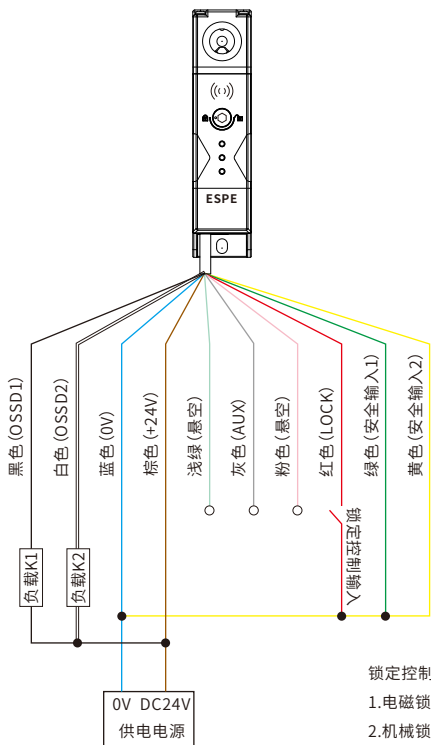 ESPE
黑色(OSSD1)
白色(OSSD2)
蓝色(0V)
棕色(+24V)
浅绿(悬空)
灰色(AUX)
粉色(悬空)
红色(LOCK)
绿色(安全输入1)
黄色(安全输入2)
锁定控制输入
负载K1
负载K2
0V DC24V
供电电源
锁定控制
1.电磁锁
2.机械锁